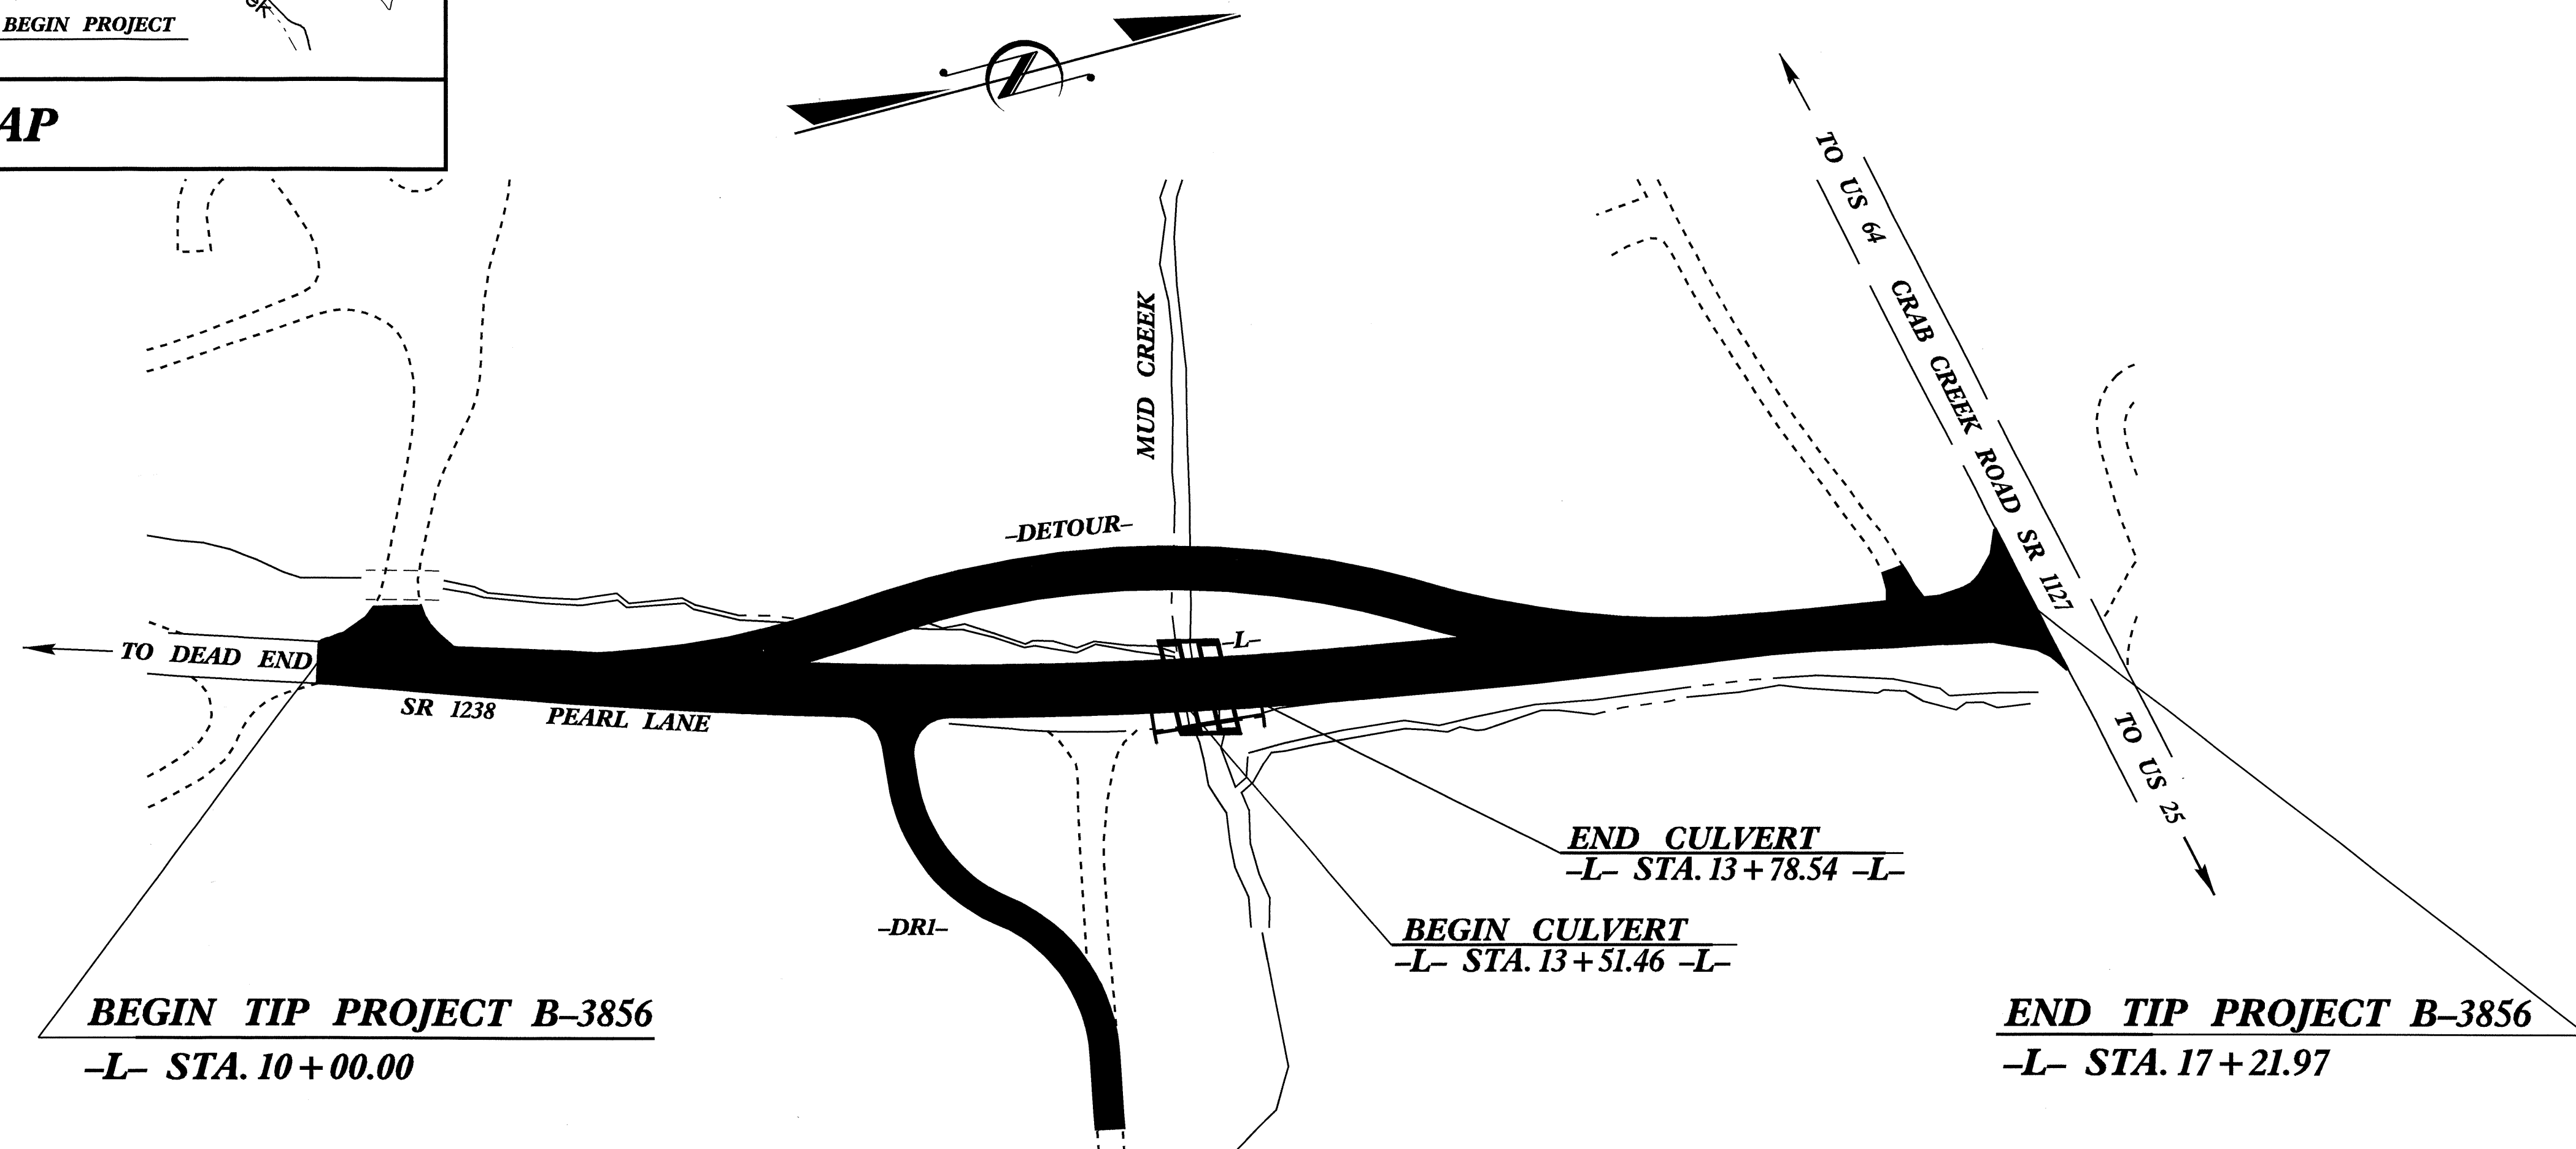 BEGIN PROJECT
AP
TO US 64
CRAB CREEK ROAD SR 1127
MUD CREEK
–DETOUR–
–L–
TO DEAD END
SR 1238 PEARL LANE
TO US 25
END CULVERT
–L– STA. 13+78.54 –L–
–DR1–
BEGIN CULVERT
–L– STA. 13+51.46 –L–
BEGIN TIP PROJECT B–3856
–L– STA. 10+00.00
END TIP PROJECT B–3856
–L– STA. 17+21.97